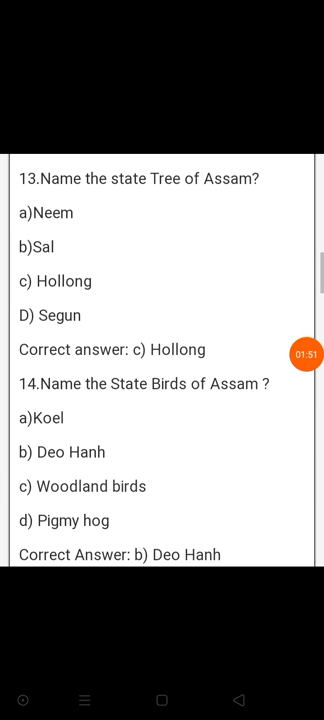 13.Name the state Tree of Assam?
a)Neem
b)Sal
c) Hollong
D) Segun
Correct answer: c) Hollong
01:51
14.Name the State Birds of Assam ?
a)Koel
b) Deo Hanh
c) Woodland birds
d) Pigmy hog
Correct Answer: b) Deo Hanh